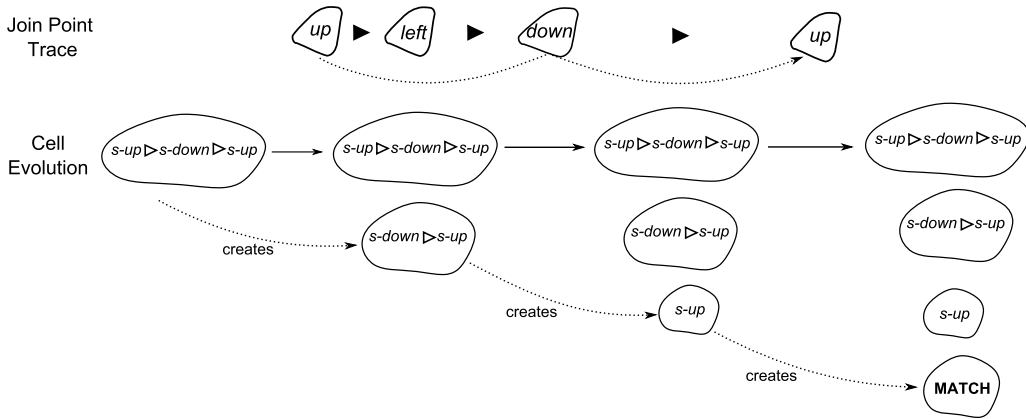 Join Point
Trace
up ▶ left ▶ down ▶ up
Cell
Evolution
s-up▷s-down▷s-up
s-up▷s-down▷s-up
s-up▷s-down▷s-up
s-up▷s-down▷s-up
creates
s-down▷s-up
s-down▷s-up
s-down▷s-up
creates
s-up
s-up
creates
MATCH